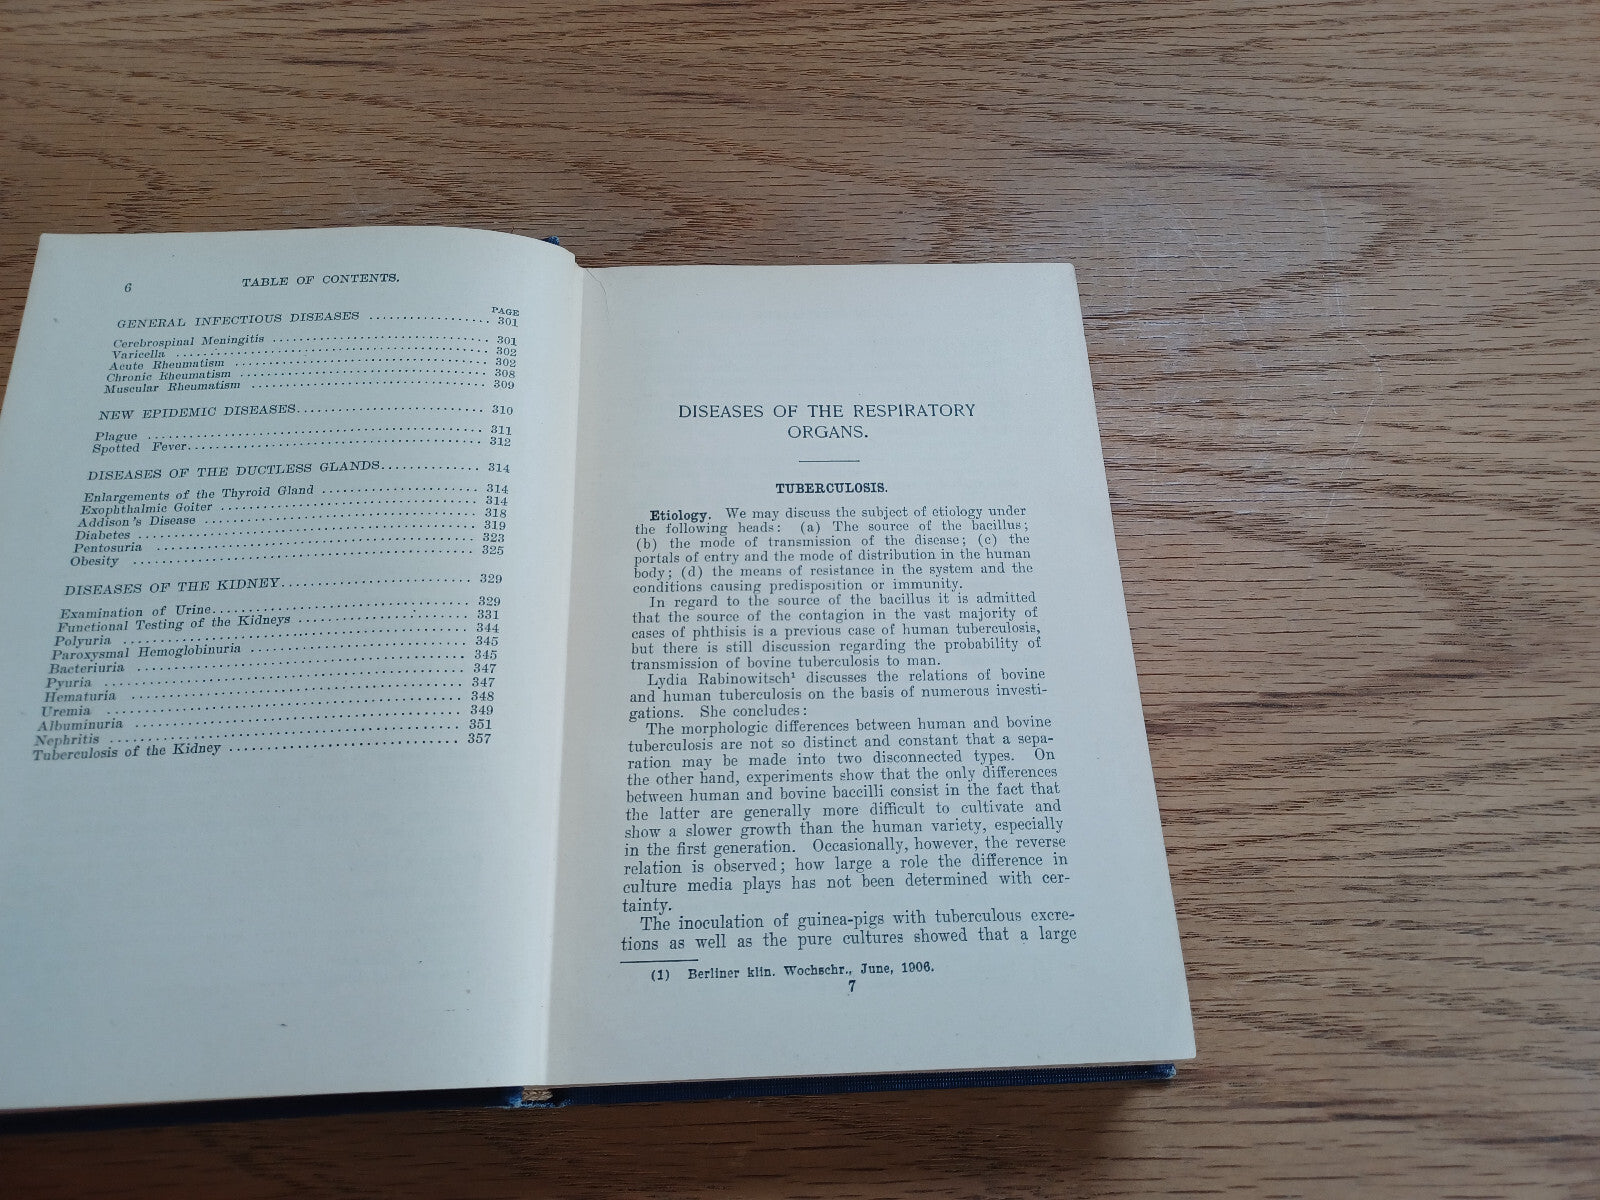 6 TABLE OF CONTENTS.
PAGE
GENERAL INFECTIOUS DISEASES ................. 301
Cerebrospinal Meningitis ................. 301
Varicella ................. 302
Acute Rheumatism ................. 302
Chronic Rheumatism ................. 308
Muscular Rheumatism ................. 309
NEW EPIDEMIC DISEASES ................. 310
Plague ................. 311
Spotted Fever ................. 312
DISEASES OF THE DUCTLESS GLANDS ................. 314
Enlargements of the Thyroid Gland ................. 314
Exophthalmic Goiter ................. 314
Addison's Disease ................. 318
Diabetes ................. 319
Pentosuria ................. 323
Obesity ................. 325
DISEASES OF THE KIDNEY ................. 329
Examination of Urine ................. 329
Functional Testing of the Kidneys ................. 331
Polyuria ................. 344
Paroxysmal Hemoglobinuria ................. 345
Bacteriuria ................. 345
Pyuria ................. 347
Hematuria ................. 347
Uremia ................. 348
Albuminuria ................. 349
Nephritis ................. 351
Tuberculosis of the Kidney ................. 357
DISEASES OF THE RESPIRATORY
ORGANS.
TUBERCULOSIS.
Etiology. We may discuss the subject of etiology under
the following heads: (a) The source of the bacillus;
(b) the mode of transmission of the disease; (c) the
portals of entry and the mode of distribution in the human
body; (d) the means of resistance in the system and the
conditions causing predisposition or immunity.
In regard to the source of the bacillus it is admitted
that the source of the contagion in the vast majority of
cases of phthisis is a previous case of human tuberculosis,
but there is still discussion regarding the probability of
transmission of bovine tuberculosis to man.
Lydia Rabinowitsch¹ discusses the relations of bovine
and human tuberculosis on the basis of numerous investi-
gations. She concludes:
The morphologic differences between human and bovine
tuberculosis are not so distinct and constant that a sepa-
ration may be made into two disconnected types. On
the other hand, experiments show that the only differences
between human and bovine baccilli consist in the fact that
the latter are generally more difficult to cultivate and
show a slower growth than the human variety, especially
in the first generation. Occasionally, however, the reverse
relation is observed; how large a role the difference in
culture media plays has not been determined with cer-
tainty.
The inoculation of guinea-pigs with tuberculous excre-
tions as well as the pure cultures showed that a large
(1) Berliner klin. Wochschr., June, 1906.
7